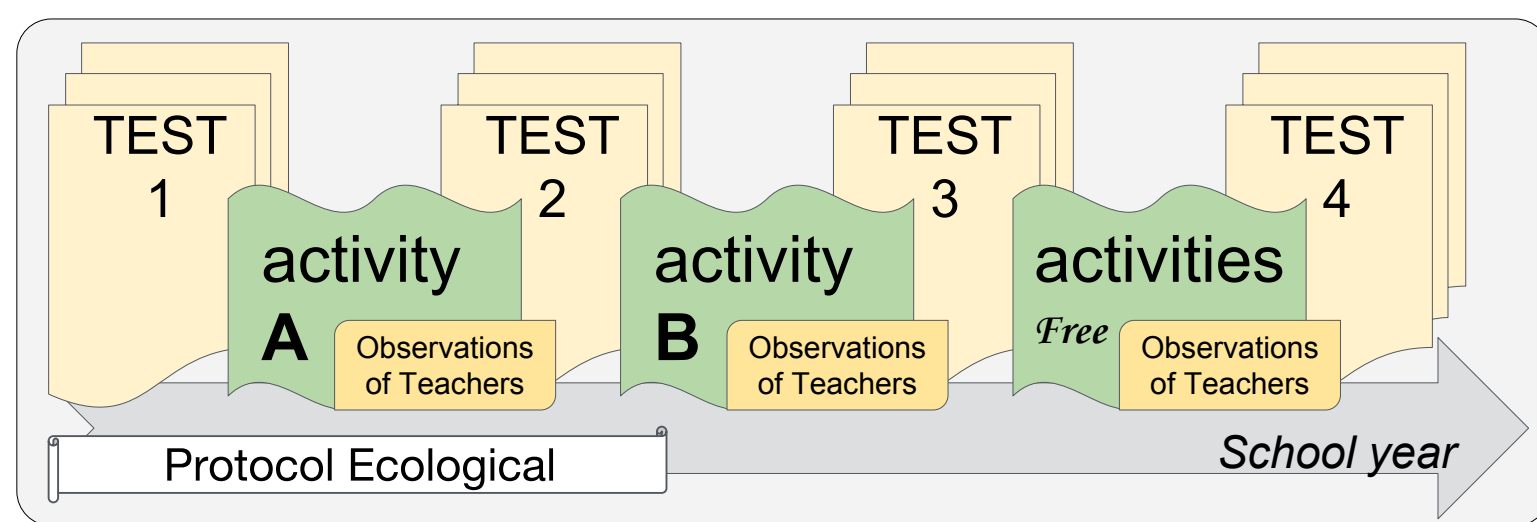 TEST
1
activity
A
Observations
of Teachers
TEST
2
activity
B
Observations
of Teachers
TEST
3
activities
Free
Observations
of Teachers
TEST
4
Protocol Ecological
School year